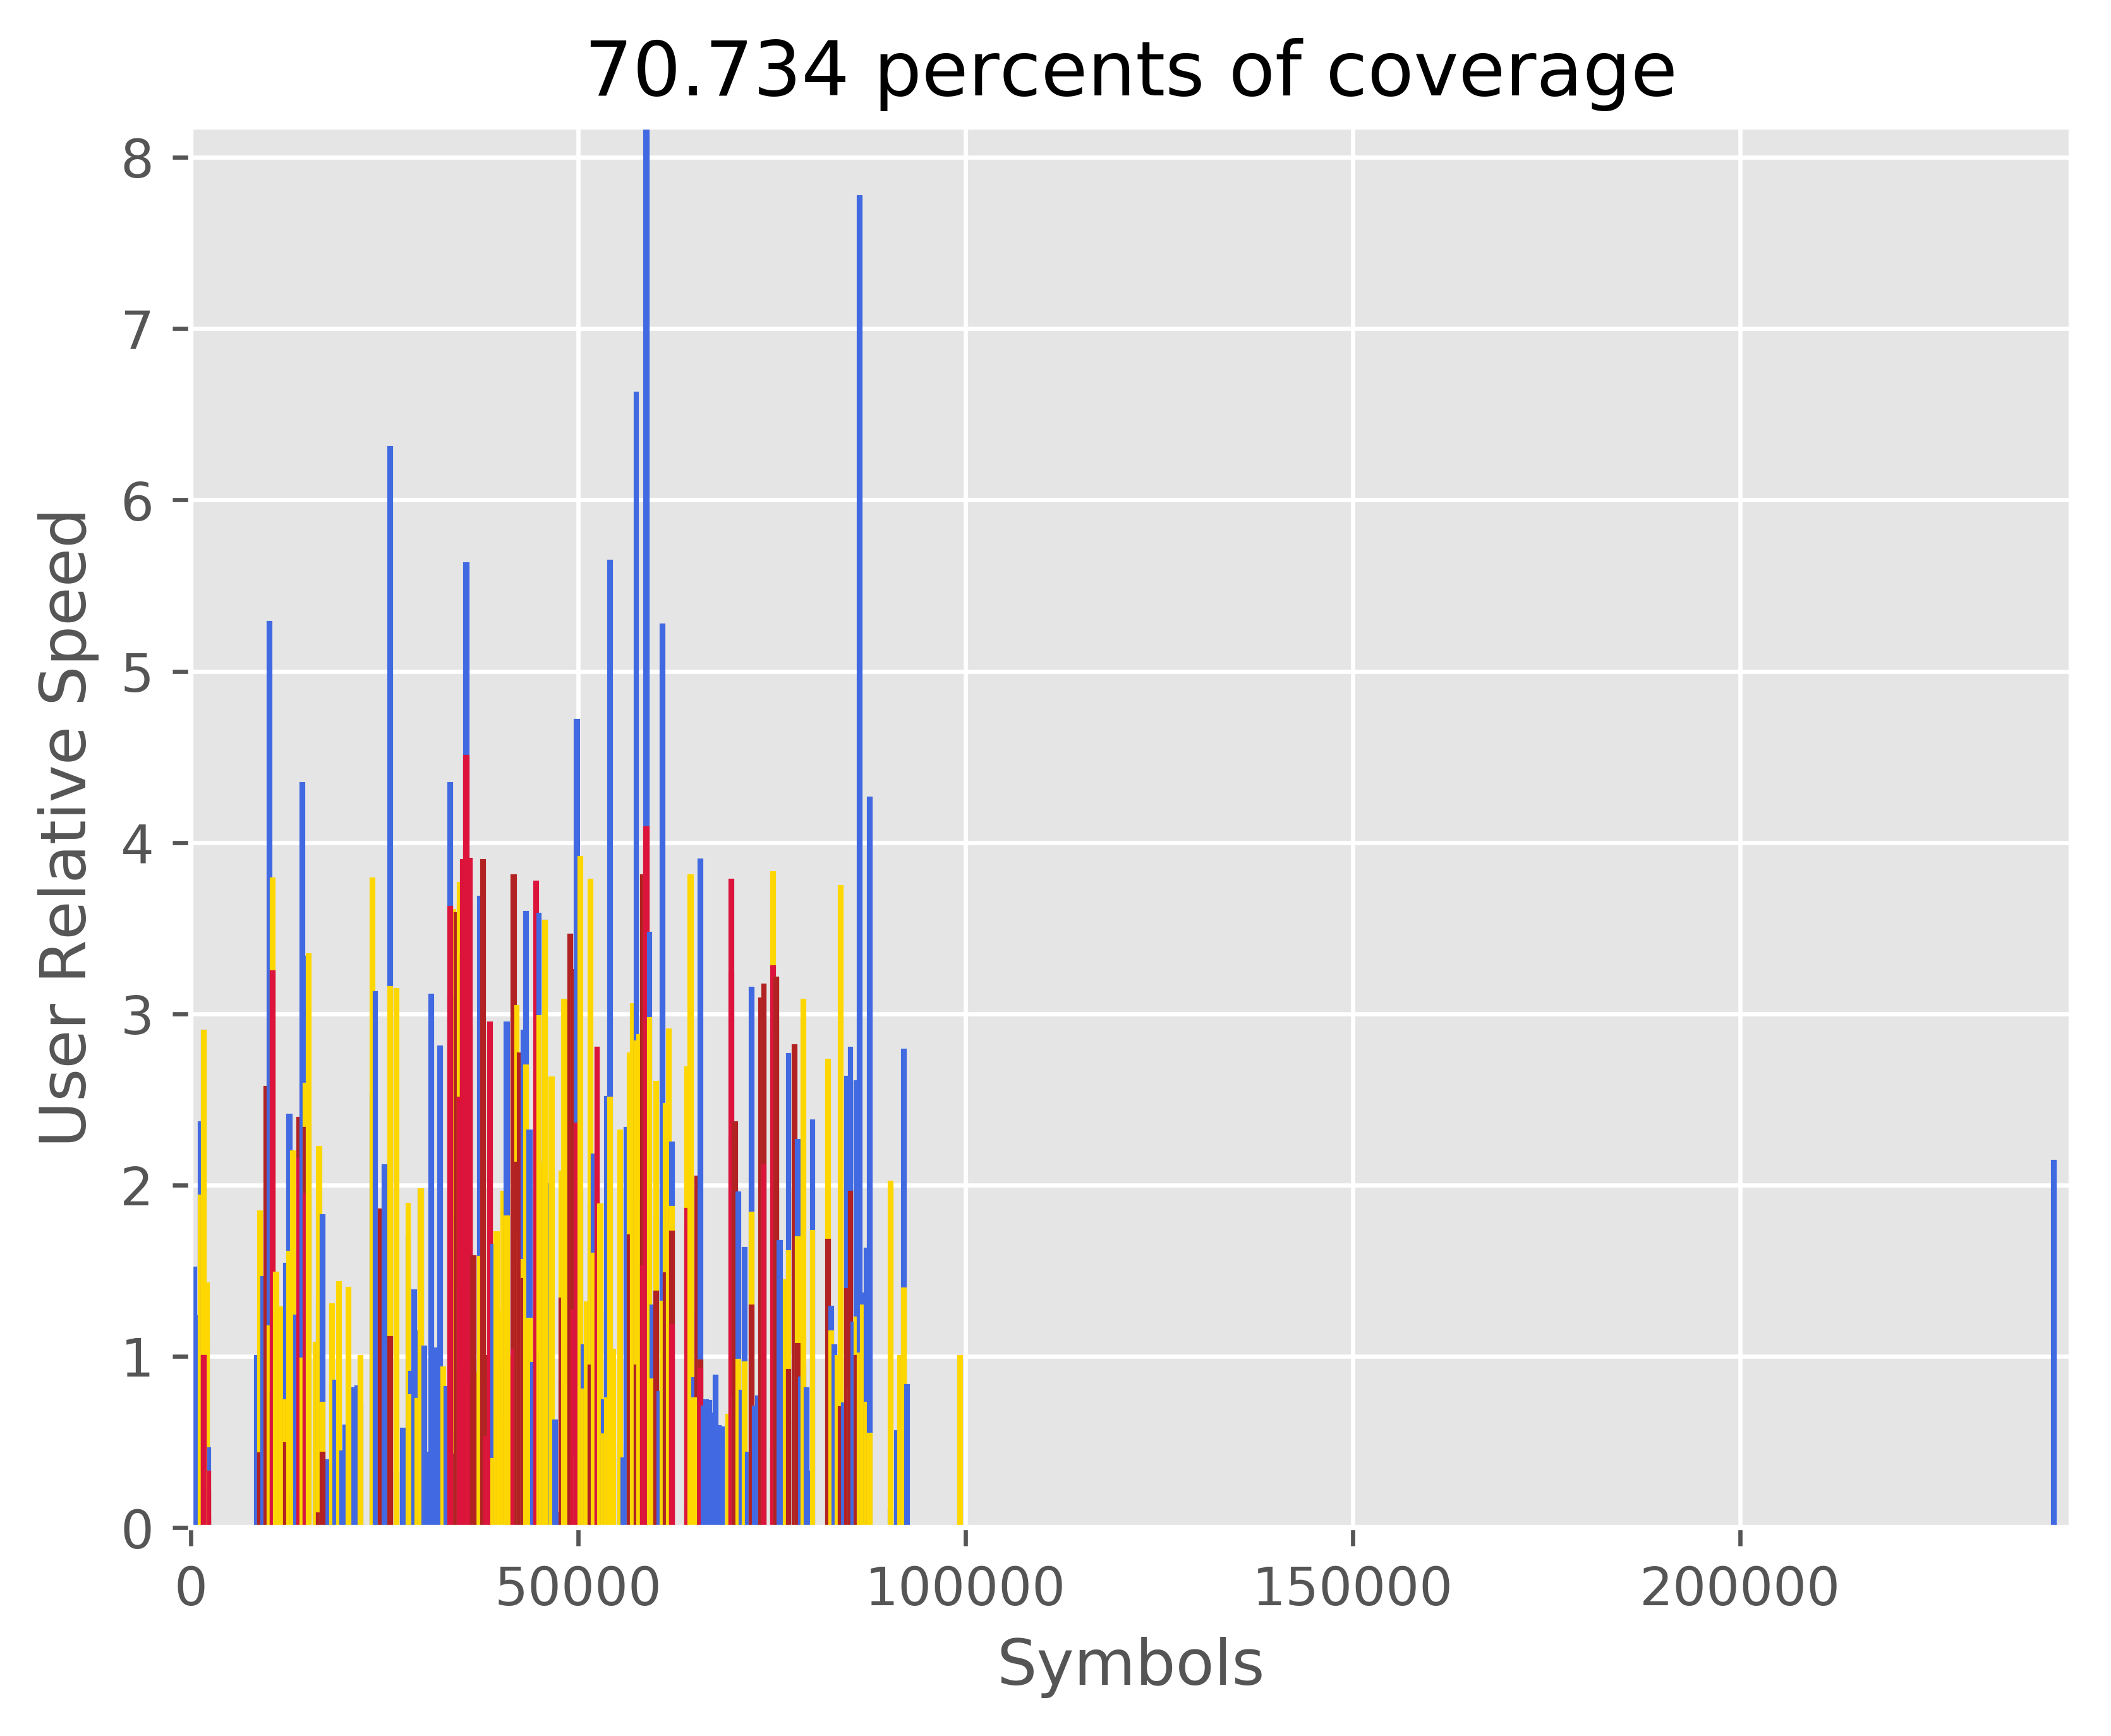 70.734 percents of coverage
8
7
6
5
4
3
2
1
0
User Relative Speed
0 50000 100000 150000 200000
Symbols